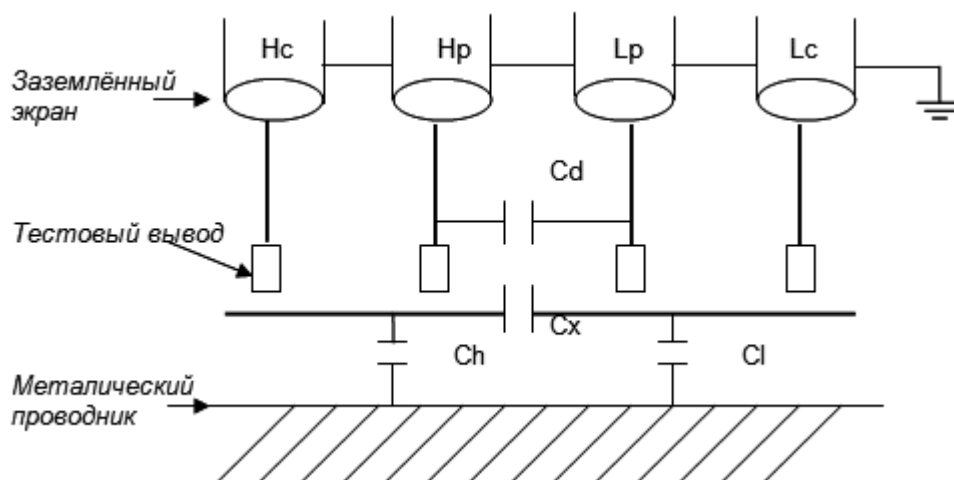 Hc Hp Lp Lc
Заземлённый
экран
Cd
Тестовый вывод
Cx
Ch Cl
Металический
проводник